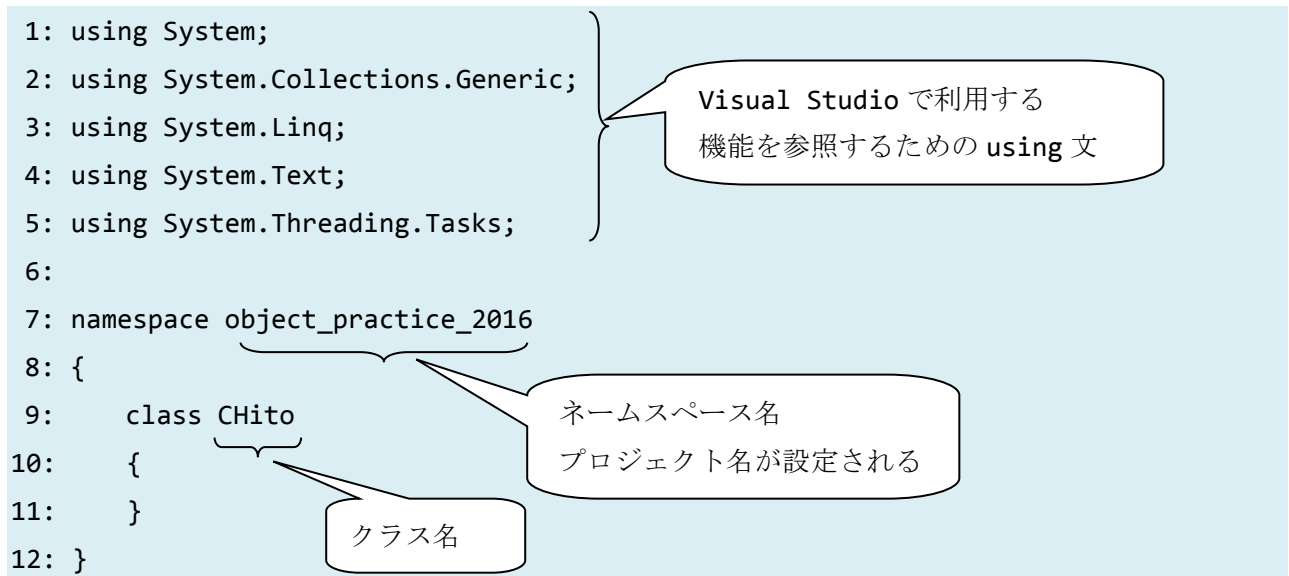 1: using System;
2: using System.Collections.Generic;
3: using System.Linq;
4: using System.Text;
5: using System.Threading.Tasks;
Visual Studio で利用する
機能を参照するための using 文
6:
7: namespace object_practice_2016
8: {
9:     class CHito
10:     {
11:     }
12: }
ネームスペース名
プロジェクト名が設定される
クラス名